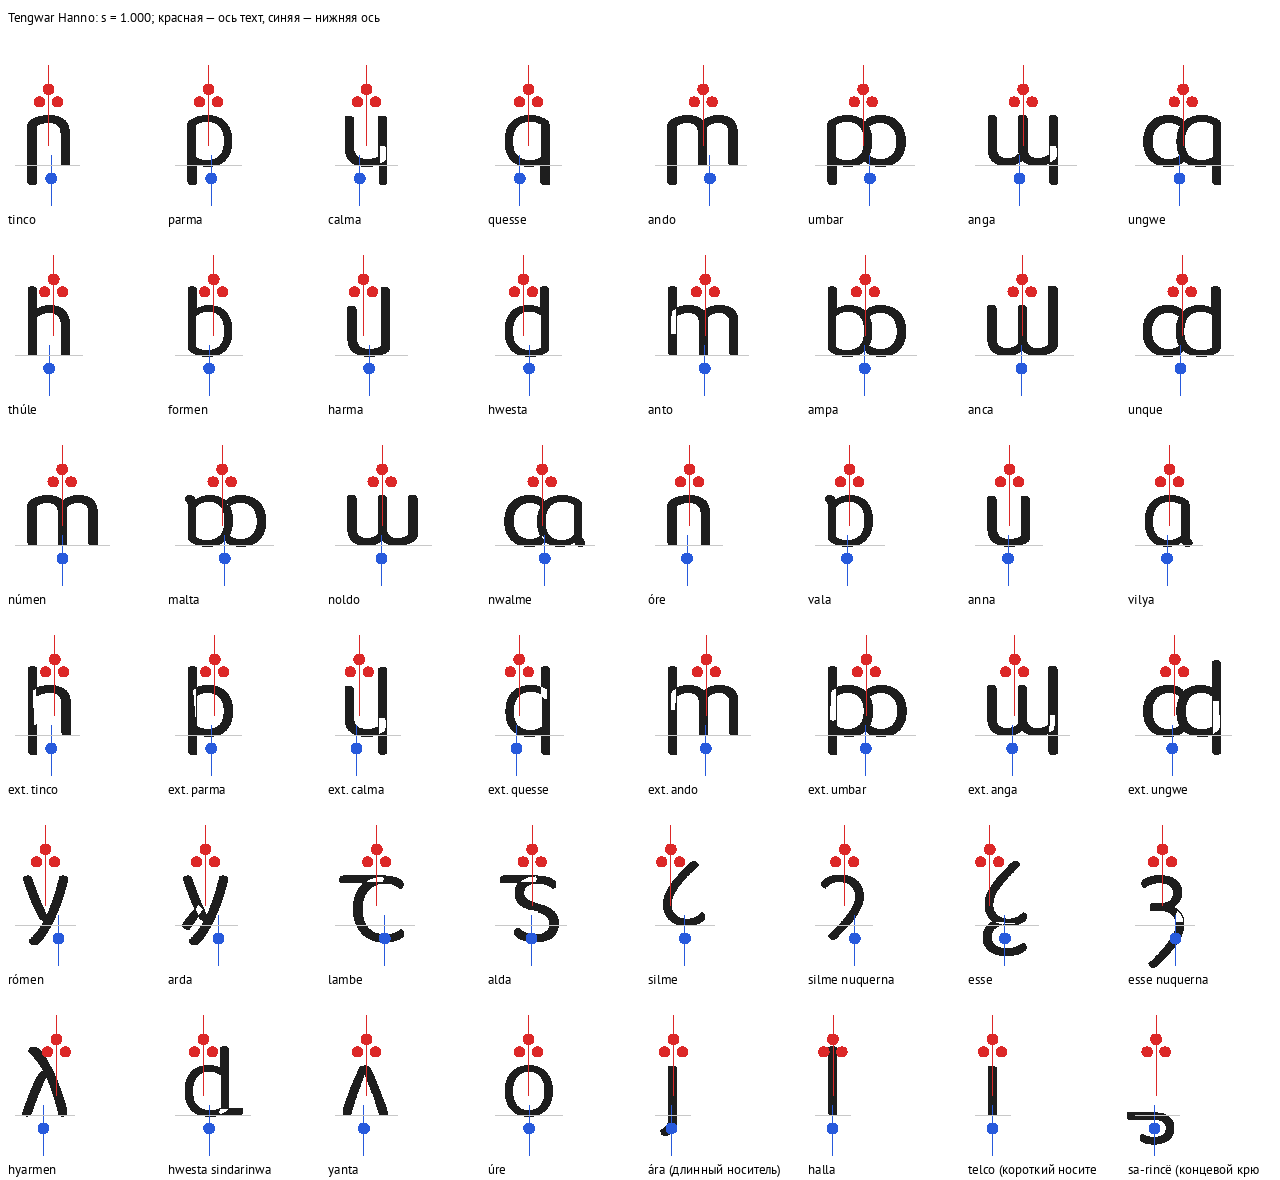 Tengwar Hanno: s = 1.000; красная — ось техт, синяя — нижняя ось
tinco parma calma quesse ando umbar anga ungwe
thúle formen harma hwesta anto ampa anca unque
númen malta noldo nwalme óre vala anna vilya
ext. tinco ext. parma ext. calma ext. quesse ext. ando ext. umbar ext. anga ext. ungwe
rómen arda lambe alda silme silme nuquerna esse esse nuquerna
hyarmen hwesta sindarinwa yanta úre ára (длинный носитель) halla telco (короткий носите sa-rincë (концевой крю